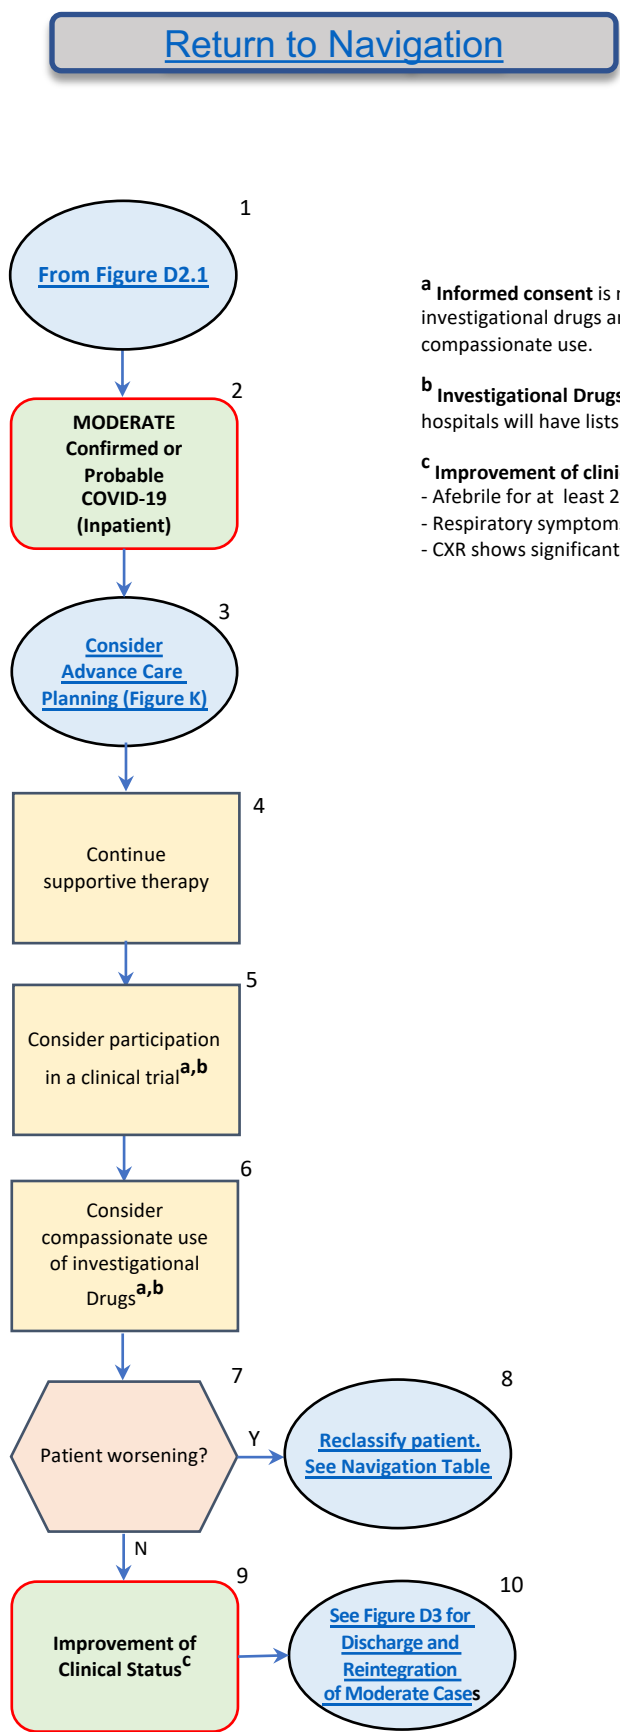 Return to Navigation
1
From Figure D2.1
a Informed consent is
investigational drugs
compassionate use.
2
MODERATE
Confirmed or
Probable
COVID-19
(Inpatient)
b Investigational Drugs
hospitals will have lists
c Improvement of
- Afebrile for at least
- Respiratory symptoms
- CXR shows significant
3
Consider
Advance Care
Planning (Figure K)
4
Continue
supportive therapy
5
Consider participation
in a clinical trial a,b
6
Consider
compassionate use
of investigational
Drugs a,b
7
Patient worsening?
Y
8
Reclassify patient.
See Navigation Table
N
9
Improvement of
Clinical Status c
10
See Figure D3 for
Discharge and
Reintegration
of Moderate Cases